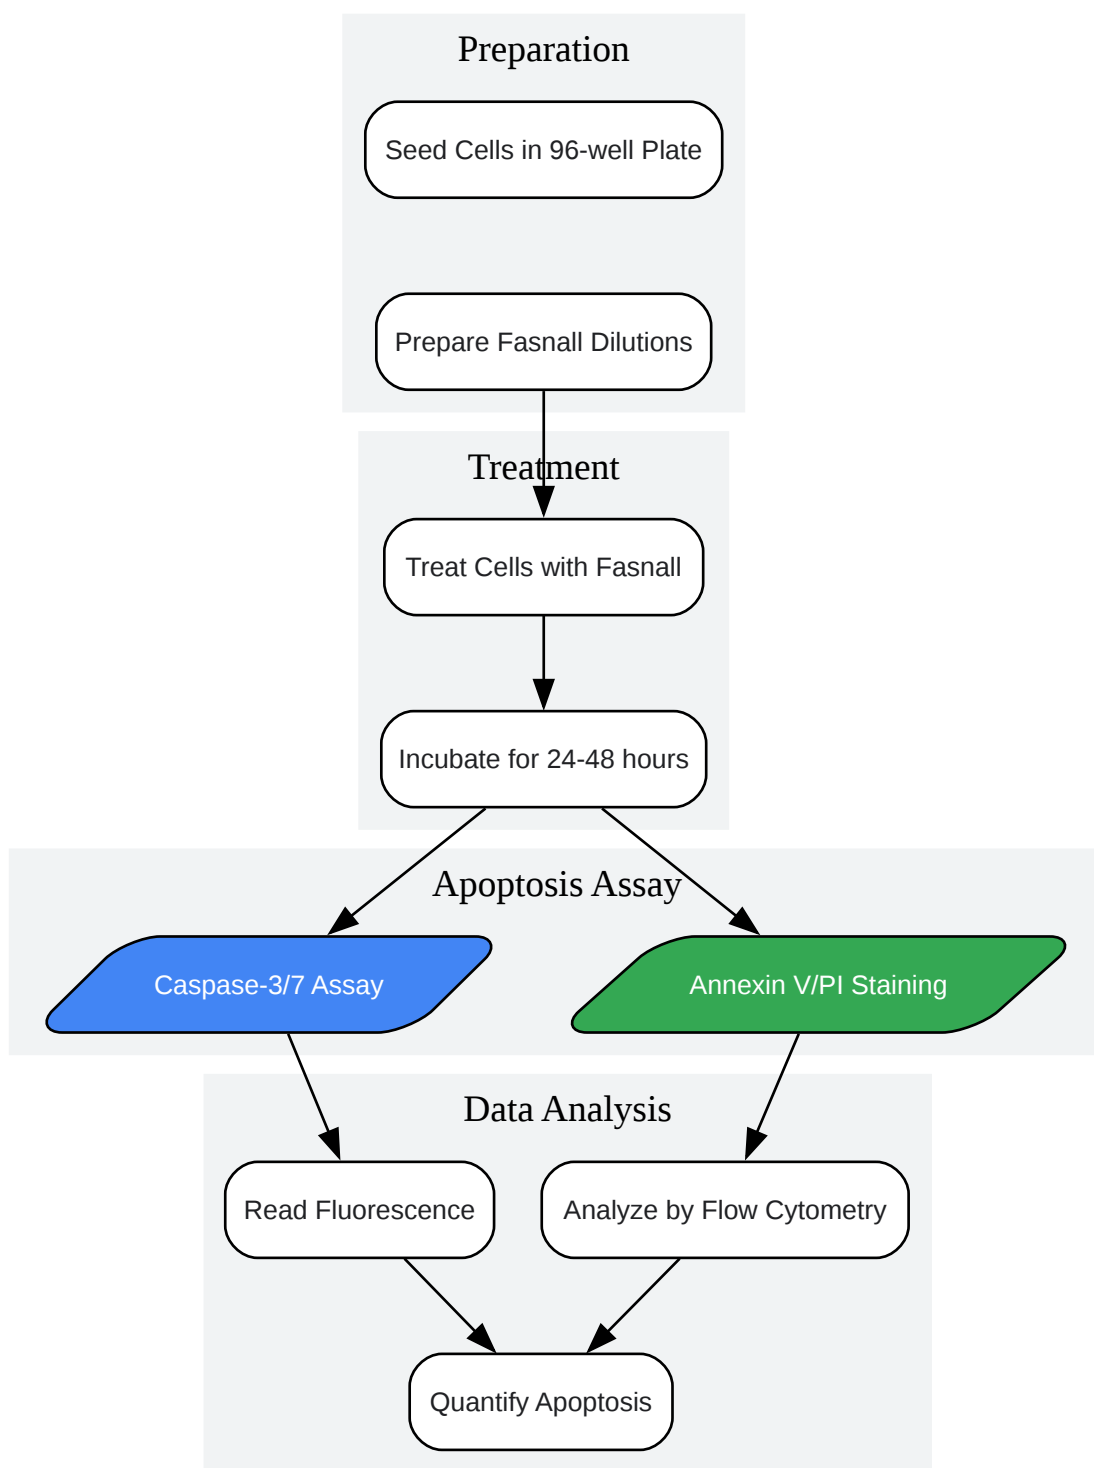 Preparation
Seed Cells in 96-well Plate
Prepare Fasnall Dilutions
Treatment
Treat Cells with Fasnall
Incubate for 24-48 hours
Apoptosis Assay
Caspase-3/7 Assay
Annexin V/PI Staining
Data Analysis
Read Fluorescence
Analyze by Flow Cytometry
Quantify Apoptosis